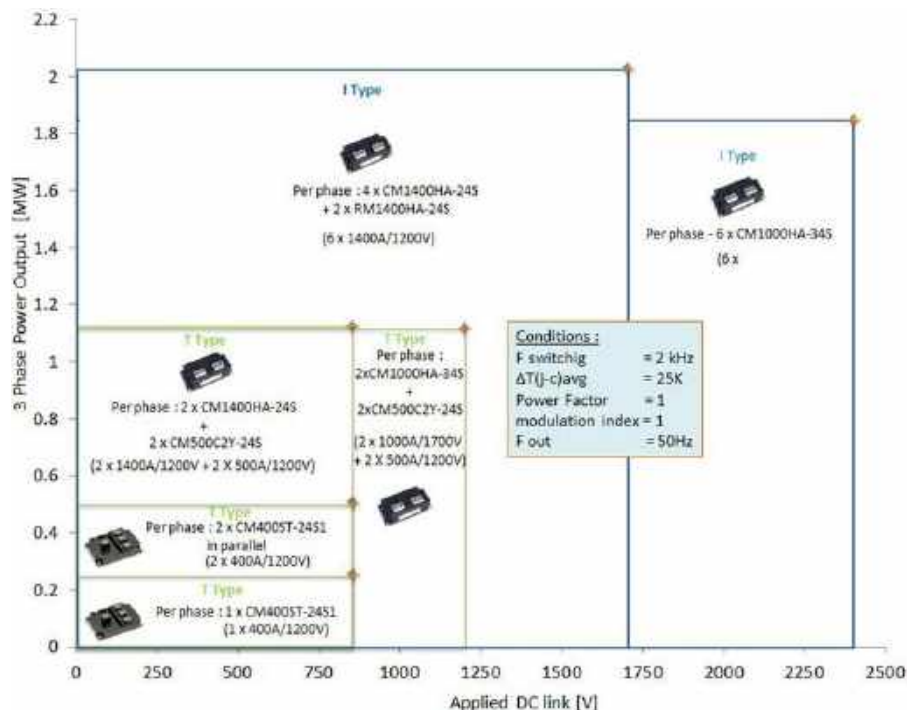 2.2
2
1.8
1.6
1.4
1.2
1
0.8
0.6
0.4
0.2
0
3 Phase Power Output [MW]
I Type
Per phase : 4 x CM1400HA-24S
+ 2 x RM1400HA-24S
(6 x 1400A/1200V)
I Type
Per phase - 6 x CM1000HA-34S
(6 x
T Type
Per phase : 2 x CM1400HA-24S
+
2 x CM500C2Y-24S
(2 x 1400A/1200V + 2 X 500A/1200V)
T Type
Per phase :
2xCM1000HA-34S
+
2xCM500C2Y-24S
(2 x 1000A/1700V
+ 2 X 500A/1200V)
Conditions :
F switchig = 2 kHz
ΔT(j-c)avg = 25K
Power Factor = 1
modulation index = 1
F out = 50Hz
T Type
Per phase : 2 x CM400ST-24S1
in parallel
(2 x 400A/1200V)
T Type
Per phase : 1 x CM400ST-24S1
(1 x 400A/1200V)
0 250 500 750 1000 1250 1500 1750 2000 2250 2500
Applied DC link [V]